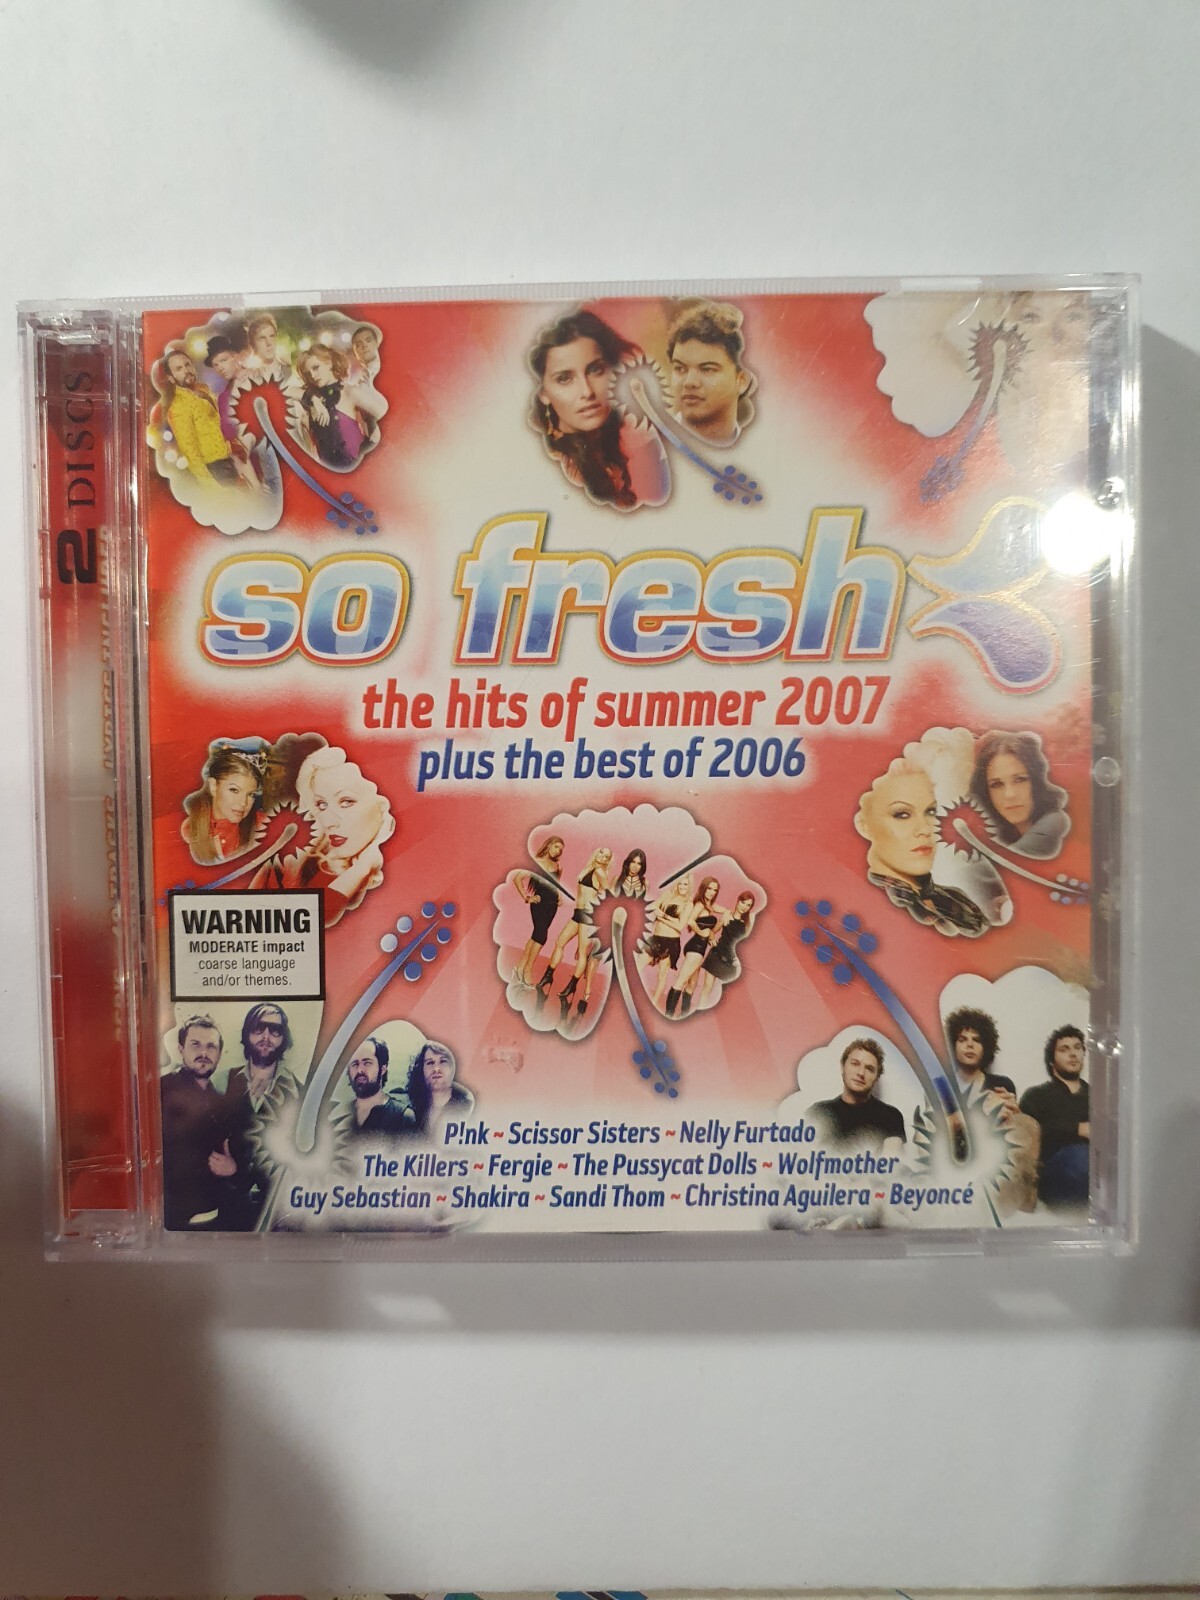 2 DISCS
so fresh
the hits of summer 2007
plus the best of 2006
WARNING
MODERATE impact
coarse language
and/or themes.
P!nk ~ Scissor Sisters ~ Nelly Furtado
The Killers ~ Fergie ~ The Pussycat Dolls ~ Wolfmother
Guy Sebastian ~ Shakira ~ Sandi Thom ~ Christina Aguilera ~ Beyoncé